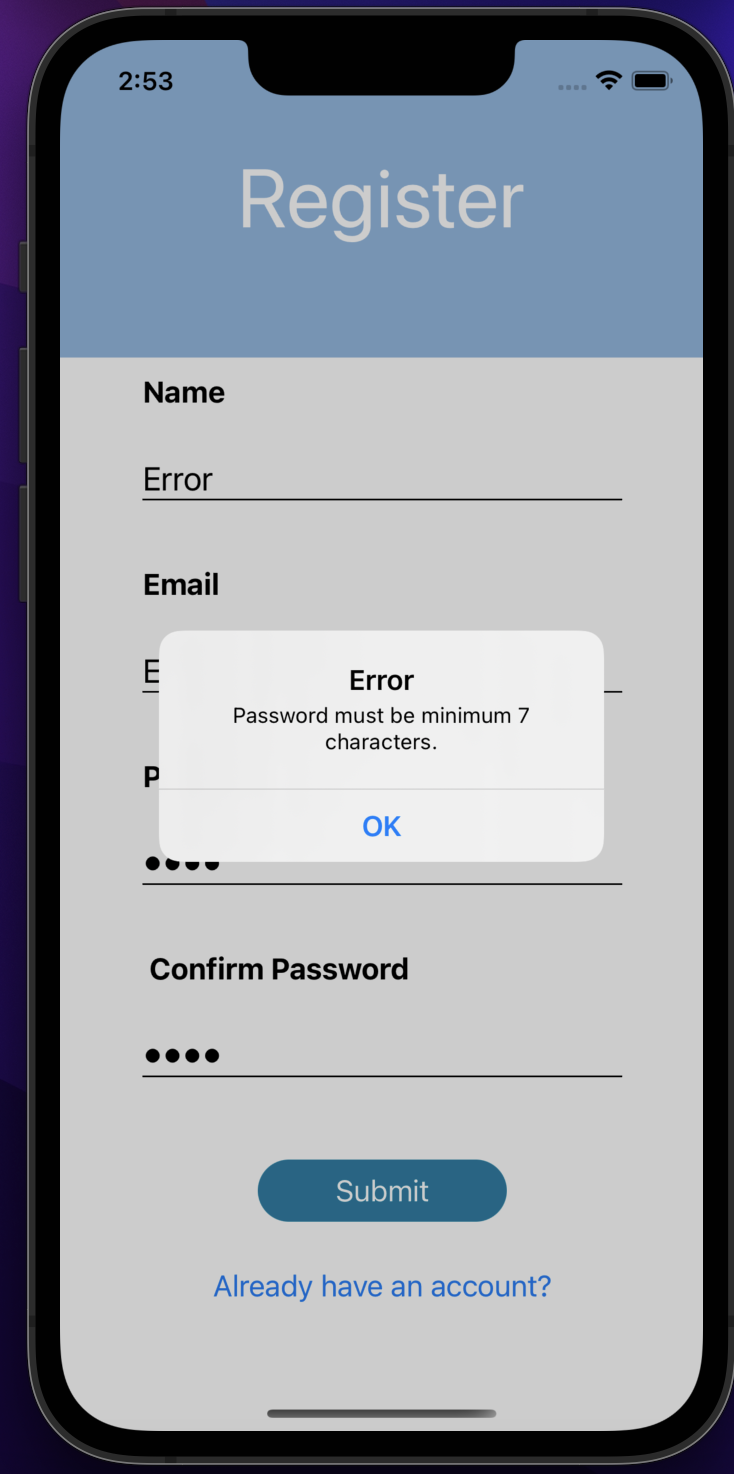 2:53
Register
Name
Error
Email
Error
Password must be minimum 7
characters.
OK
Confirm Password
Submit
Already have an account?